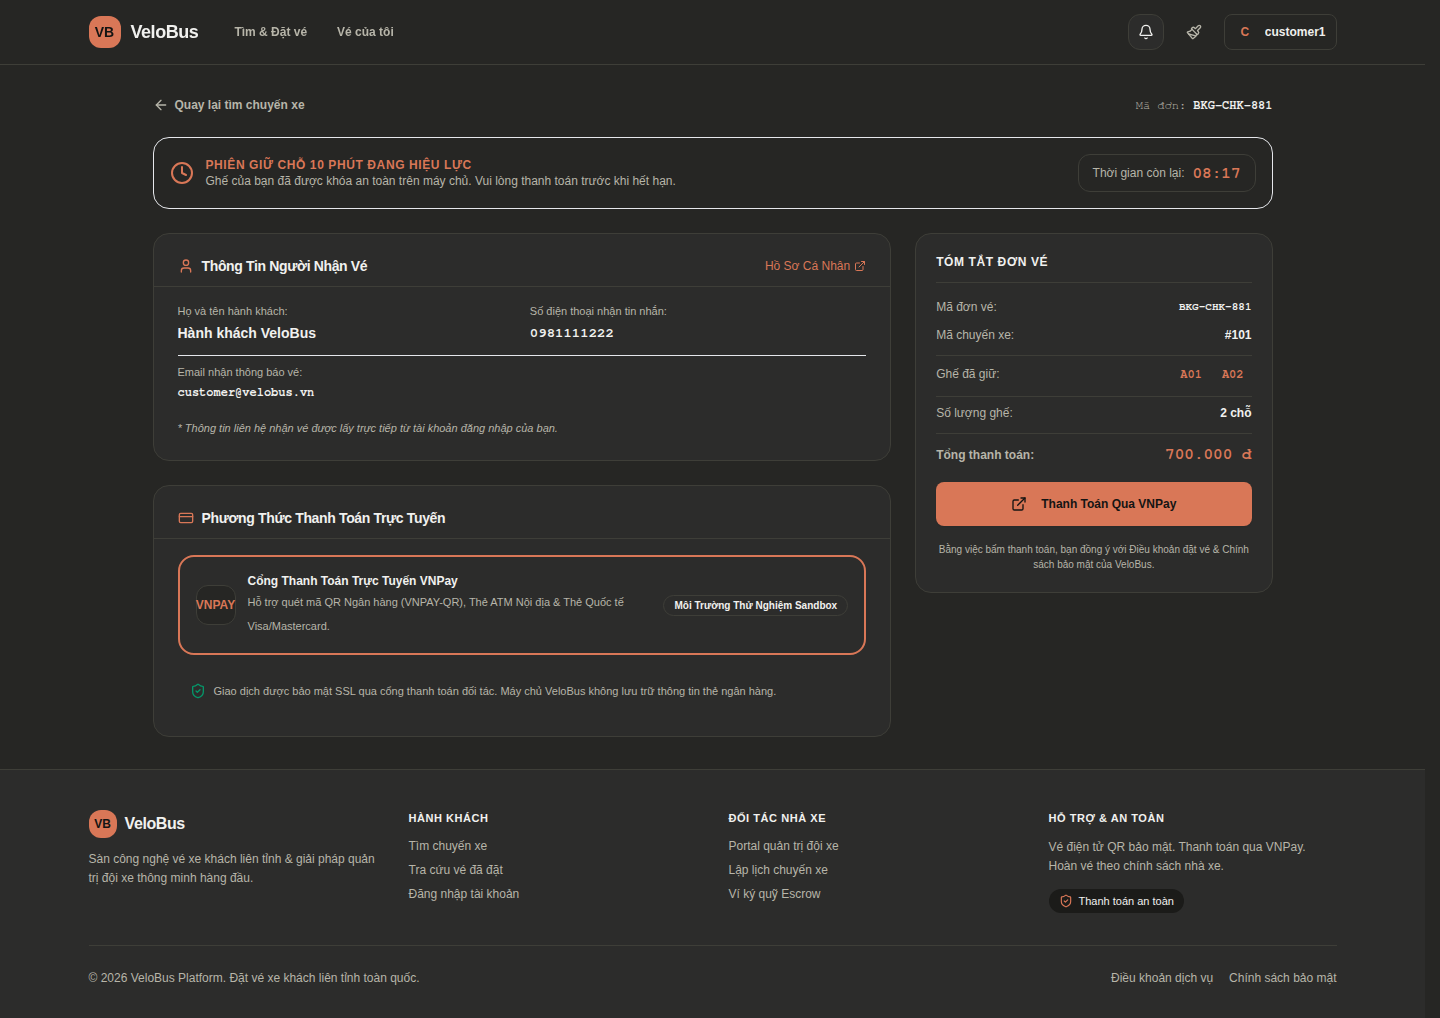 VB VeloBus Tìm & Đặt vé Vé của tôi C customer1
Quay lại tìm chuyến xe Mã đơn: BKG-CHK-881
PHIÊN GIỮ CHỖ 10 PHÚT ĐANG HIỆU LỰC
Ghế của bạn đã được khóa an toàn trên máy chủ. Vui lòng thanh toán trước khi hết hạn.
Thời gian còn lại: 08:17
Thông Tin Người Nhận Vé Hồ Sơ Cá Nhân
Họ và tên hành khách: Số điện thoại nhận tin nhắn:
Hành khách VeloBus 0981111222
Email nhận thông báo vé:
customer@velobus.vn
* Thông tin liên hệ nhận vé được lấy trực tiếp từ tài khoản đăng nhập của bạn.
Phương Thức Thanh Toán Trực Tuyến
VNPAY
Cổng Thanh Toán Trực Tuyến VNPay
Hỗ trợ quét mã QR Ngân hàng (VNPAY-QR), Thẻ ATM Nội địa & Thẻ Quốc tế
Visa/Mastercard.
Môi Trường Thử Nghiệm Sandbox
Giao dịch được bảo mật SSL qua cổng thanh toán đối tác. Máy chủ VeloBus không lưu trữ thông tin thẻ ngân hàng.
TÓM TẮT ĐƠN VÉ
Mã đơn vé: BKG-CHK-881
Mã chuyến xe: #101
Ghế đã giữ: A01 A02
Số lượng ghế: 2 chỗ
Tổng thanh toán: 700.000 đ
Thanh Toán Qua VNPay
Bằng việc bấm thanh toán, bạn đồng ý với Điều khoản đặt vé & Chính
sách bảo mật của VeloBus.
VB VeloBus
Sàn công nghệ vé xe khách liên tỉnh & giải pháp quản
trị đội xe thông minh hàng đầu.
HÀNH KHÁCH
Tìm chuyến xe
Tra cứu vé đã đặt
Đăng nhập tài khoản
ĐỐI TÁC NHÀ XE
Portal quản trị đội xe
Lập lịch chuyến xe
Ví ký quỹ Escrow
HỖ TRỢ & AN TOÀN
Vé điện tử QR bảo mật. Thanh toán qua VNPay.
Hoàn vé theo chính sách nhà xe.
Thanh toán an toàn
© 2026 VeloBus Platform. Đặt vé xe khách liên tỉnh toàn quốc.
Điều khoản dịch vụ Chính sách bảo mật